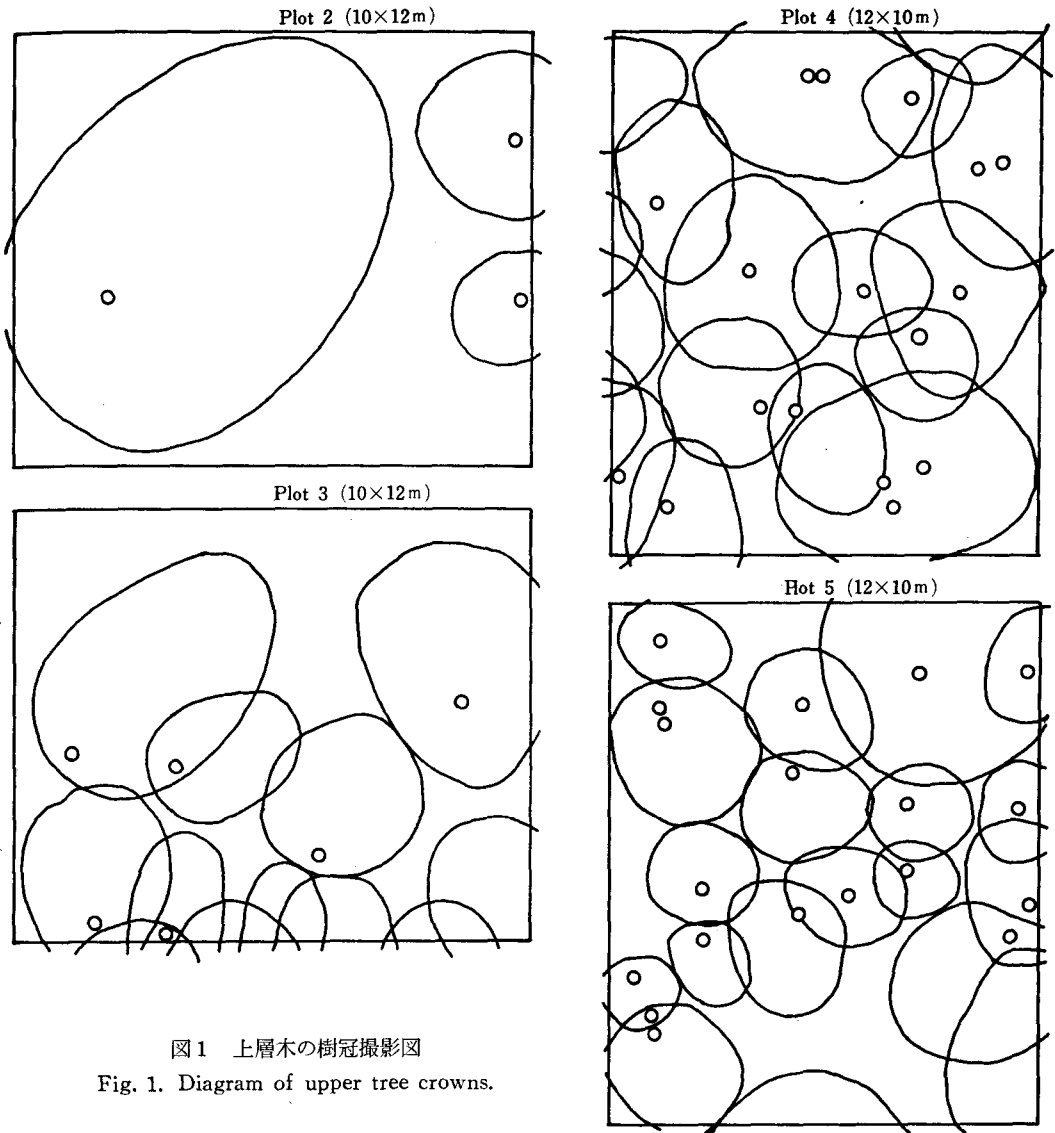 Plot 2 (10×12m)
Plot 3 (10×12m)
図1 上層木の樹冠撮影図
Fig. 1. Diagram of upper tree crowns.
Plot 4 (12×10m)
Hot 5 (12×10m)